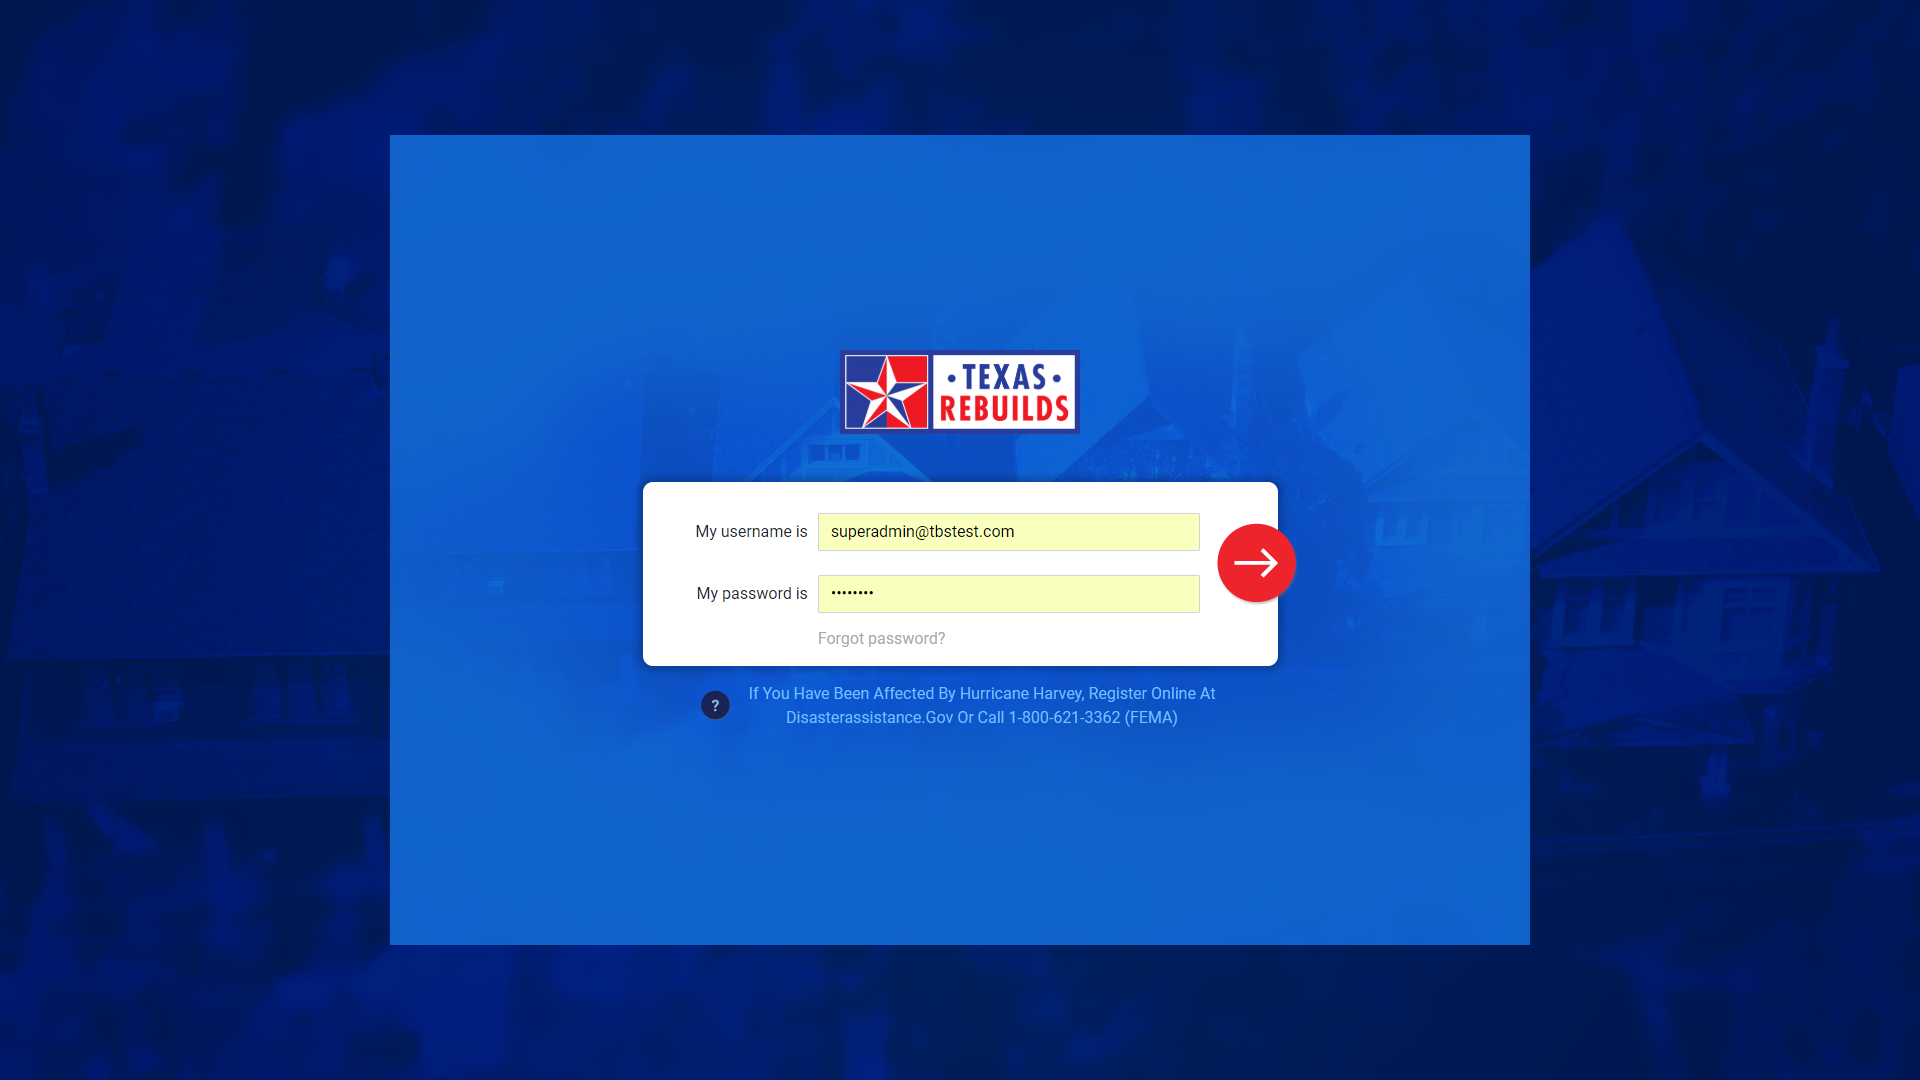 · TEXAS ·
REBUILDS
My username is superadmin@tbstest.com
My password is ••••••••
Forgot password?
? If You Have Been Affected By Hurricane Harvey, Register Online At
Disasterassistance.Gov Or Call 1-800-621-3362 (FEMA)